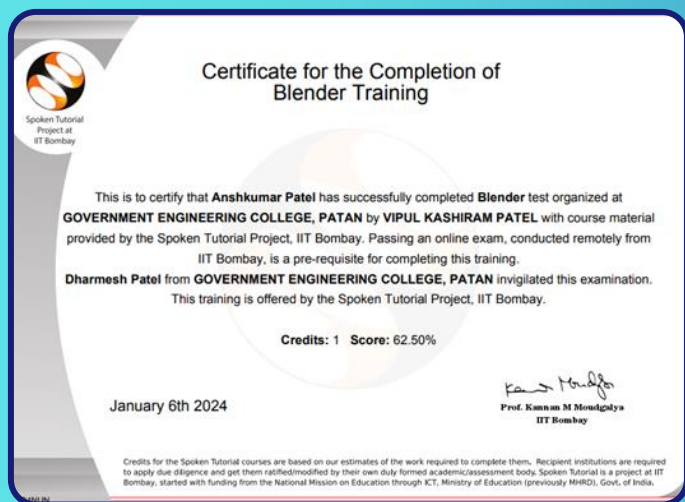 Spoken Tutorial
Project at
IIT Bombay
Certificate for the Completion of
Blender Training
This is to certify that Anshkumar Patel has successfully completed Blender test organized at
GOVERNMENT ENGINEERING COLLEGE, PATAN by VIPUL KASHIRAM PATEL with course material
provided by the Spoken Tutorial Project, IIT Bombay. Passing an online exam, conducted remotely from
IIT Bombay, is a pre-requisite for completing this training.
Dharmesh Patel from GOVERNMENT ENGINEERING COLLEGE, PATAN invigilated this examination.
This training is offered by the Spoken Tutorial Project, IIT Bombay.
Credits: 1 Score: 62.50%
January 6th 2024
Prof. Kannan M Moudgalya
IIT Bombay
Credits for the Spoken Tutorial courses are based on our estimates of the work required to complete them. Recipient institutions are required
to apply due diligence and get them ratified/modified by their own duly formed academic/assessment body. Spoken Tutorial is a project at IIT
Bombay, started with funding from the National Mission on Education through ICT, Ministry of Education (previously MHRD), Govt. of India.